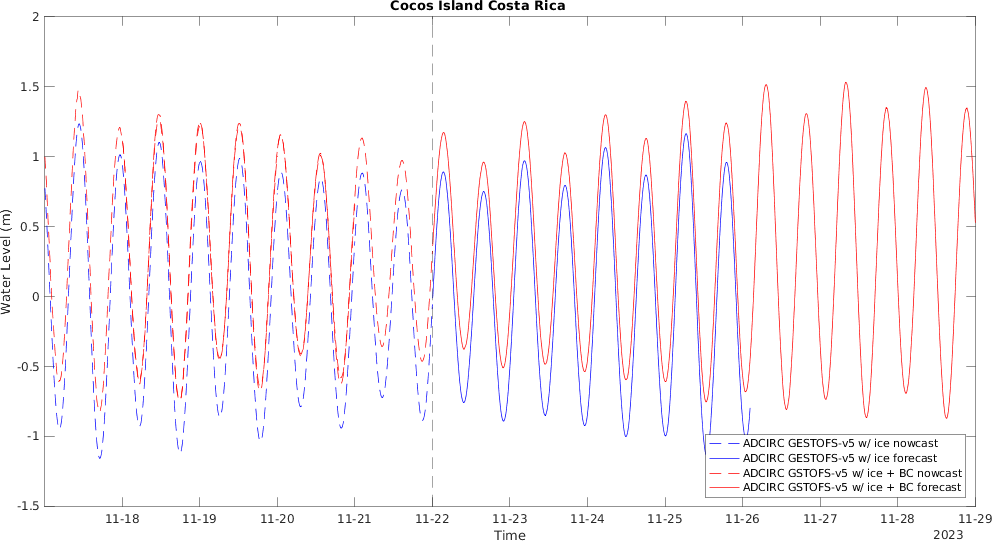 Cocos Island Costa Rica
2
1.5
1
0.5
0
-0.5
-1
-1.5
Water Level (m)
ADCIRC GESTOFS-v5 w/ ice nowcast
ADCIRC GESTOFS-v5 w/ ice forecast
ADCIRC GSTOFS-v5 w/ ice + BC nowcast
ADCIRC GSTOFS-v5 w/ ice + BC forecast
11-18 11-19 11-20 11-21 11-22 11-23 11-24 11-25 11-26 11-27 11-28 11-29
Time
2023